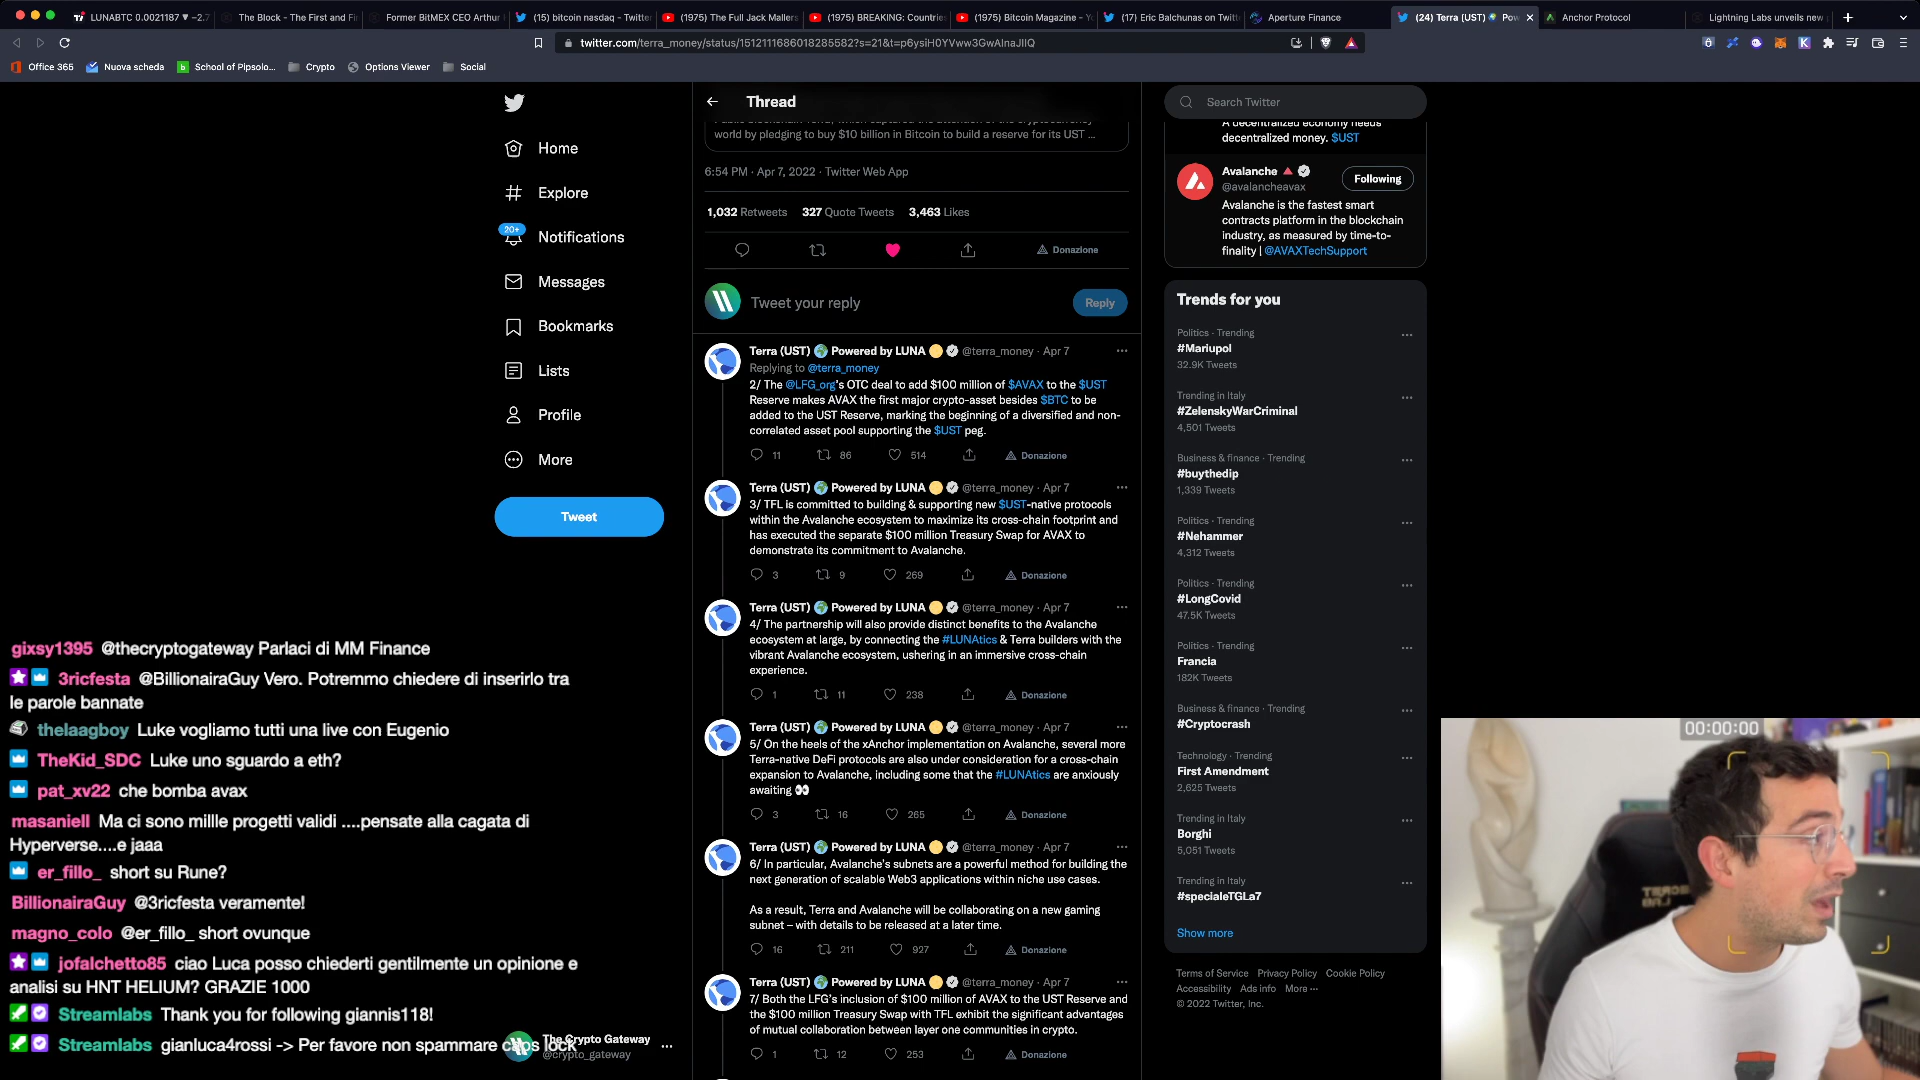 LUNABTC 0.0021187 ▼ −2.7
The Block - The First and Fi
Former BitMEX CEO Arthur
(15) bitcoin nasdaq - Twitter
(1975) The Full Jack Mallers
(1975) BREAKING: Countrie
(1975) Bitcoin Magazine - Yo
(17) Eric Balchunas on Twitt
Aperture Finance
(24) Terra (UST) 🌍 Pow
Anchor Protocol
Lightning Labs unveils new
twitter.com/terra_money/status/1512111686018285582?s=21&t=p6ysiH0YVww3GwAlnaJIIQ
Office 365
Nuova scheda
School of Pipsolo...
Crypto
Options Viewer
Social
Home
Explore
20+
Notifications
Messages
Bookmarks
Lists
Profile
More
Tweet
Thread
world by pledging to buy $10 billion in Bitcoin to build a reserve for its UST ...
6:54 PM · Apr 7, 2022 · Twitter Web App
1,032 Retweets 327 Quote Tweets 3,463 Likes
Donazione
Tweet your reply
Reply
Terra (UST) 🌍 Powered by LUNA 🌕 @terra_money · Apr 7
Replying to @terra_money
2/ The @LFG_org's OTC deal to add $100 million of $AVAX to the $UST
Reserve makes AVAX the first major crypto-asset besides $BTC to be
added to the UST Reserve, marking the beginning of a diversified and non-
correlated asset pool supporting the $UST peg.
11 86 514 Donazione
Terra (UST) 🌍 Powered by LUNA 🌕 @terra_money · Apr 7
3/ TFL is committed to building & supporting new $UST-native protocols
within the Avalanche ecosystem to maximize its cross-chain footprint and
has executed the separate $100 million Treasury Swap for AVAX to
demonstrate its commitment to Avalanche.
3 9 269 Donazione
Terra (UST) 🌍 Powered by LUNA 🌕 @terra_money · Apr 7
4/ The partnership will also provide distinct benefits to the Avalanche
ecosystem at large, by connecting the #LUNAtics & Terra builders with the
vibrant Avalanche ecosystem, ushering in an immersive cross-chain
experience.
1 11 238 Donazione
Terra (UST) 🌍 Powered by LUNA 🌕 @terra_money · Apr 7
5/ On the heels of the xAnchor implementation on Avalanche, several more
Terra-native DeFi protocols are also under consideration for a cross-chain
expansion to Avalanche, including some that the #LUNAtics are anxiously
awaiting 👀
3 16 265 Donazione
Terra (UST) 🌍 Powered by LUNA 🌕 @terra_money · Apr 7
6/ In particular, Avalanche's subnets are a powerful method for building the
next generation of scalable Web3 applications within niche use cases.
As a result, Terra and Avalanche will be collaborating on a new gaming
subnet – with details to be released at a later time.
16 211 927 Donazione
Terra (UST) 🌍 Powered by LUNA 🌕 @terra_money · Apr 7
7/ Both the LFG's inclusion of $100 million of AVAX to the UST Reserve and
the $100 million Treasury Swap with TFL exhibit the significant advantages
of mutual collaboration between layer one communities in crypto.
1 12 253 Donazione
Search Twitter
A decentralized economy needs
decentralized money. $UST
Avalanche 🔺
@avalancheavax
Following
Avalanche is the fastest smart
contracts platform in the blockchain
industry, as measured by time-to-
finality | @AVAXTechSupport
Trends for you
Politics · Trending
#Mariupol
32.9K Tweets
Trending in Italy
#ZelenskyWarCriminal
4,501 Tweets
Business & finance · Trending
#buythedip
1,339 Tweets
Politics · Trending
#Nehammer
4,312 Tweets
Politics · Trending
#LongCovid
47.5K Tweets
Politics · Trending
Francia
182K Tweets
Business & finance · Trending
#Cryptocrash
Technology · Trending
First Amendment
2,625 Tweets
Trending in Italy
Borghi
5,051 Tweets
Trending in Italy
#specialeTGLa7
Show more
Terms of Service Privacy Policy Cookie Policy
Accessibility Ads info More ···
© 2022 Twitter, Inc.
gixsy1395 @thecryptogateway Parlaci di MM Finance
3ricfesta @BillionairaGuy Vero. Potremmo chiedere di inserirlo tra
le parole bannate
thelaagboy Luke vogliamo tutti una live con Eugenio
TheKid_SDC Luke uno sguardo a eth?
pat_xv22 che bomba avax
masaniell Ma ci sono millle progetti validi ....pensate alla cagata di
Hyperverse....e jaaa
er_fillo_ short su Rune?
BillionairaGuy @3ricfesta veramente!
magno_colo @er_fillo_ short ovunque
jofalchetto85 ciao Luca posso chiederti gentilmente un opinione e
analisi su HNT HELIUM? GRAZIE 1000
Streamlabs Thank you for following giannis118!
Streamlabs gianluca4rossi -> Per favore non spammare caps lock
The Crypto Gateway
@crypto_gateway
00:00:00